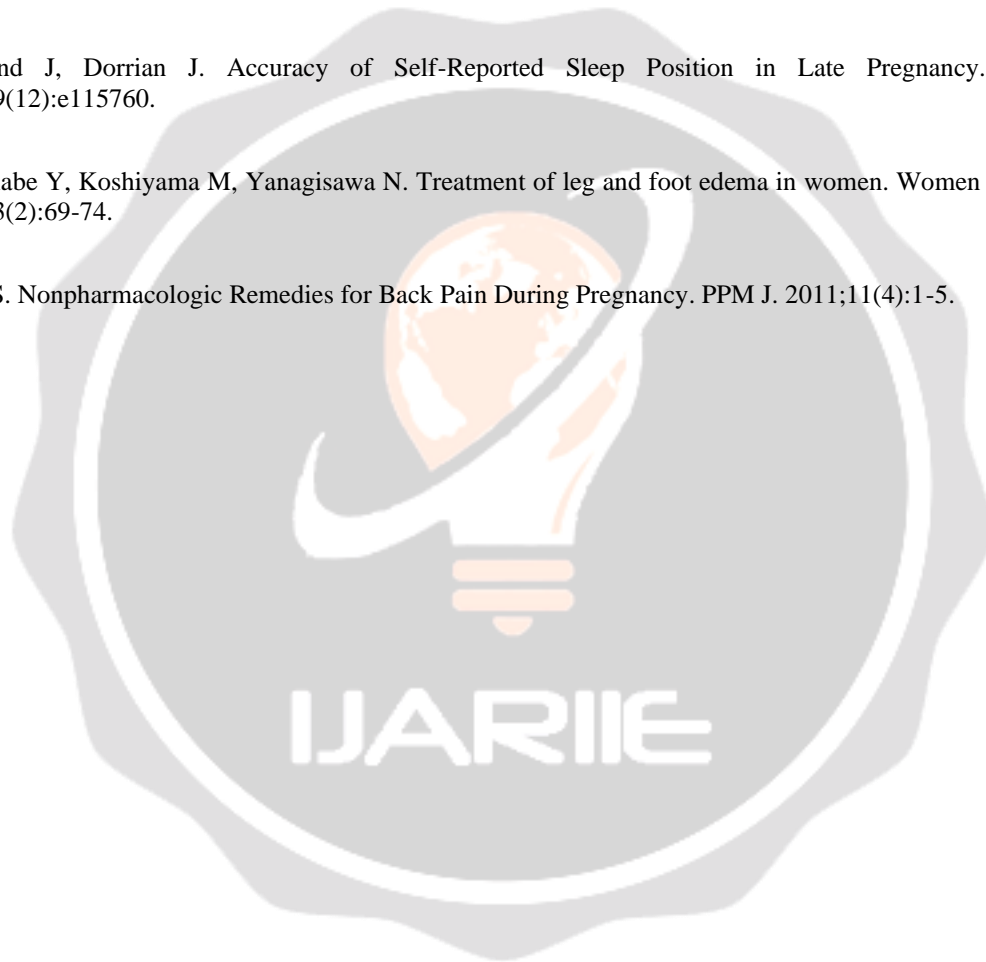 nd J, Dorrian J. Accuracy of Self-Reported Sleep Position in Late Pregnancy.
9(12):e115760.
abe Y, Koshiyama M, Yanagisawa N. Treatment of leg and foot edema in women. Women
3(2):69-74.
S. Nonpharmacologic Remedies for Back Pain During Pregnancy. PPM J. 2011;11(4):1-5.
IJARIIE